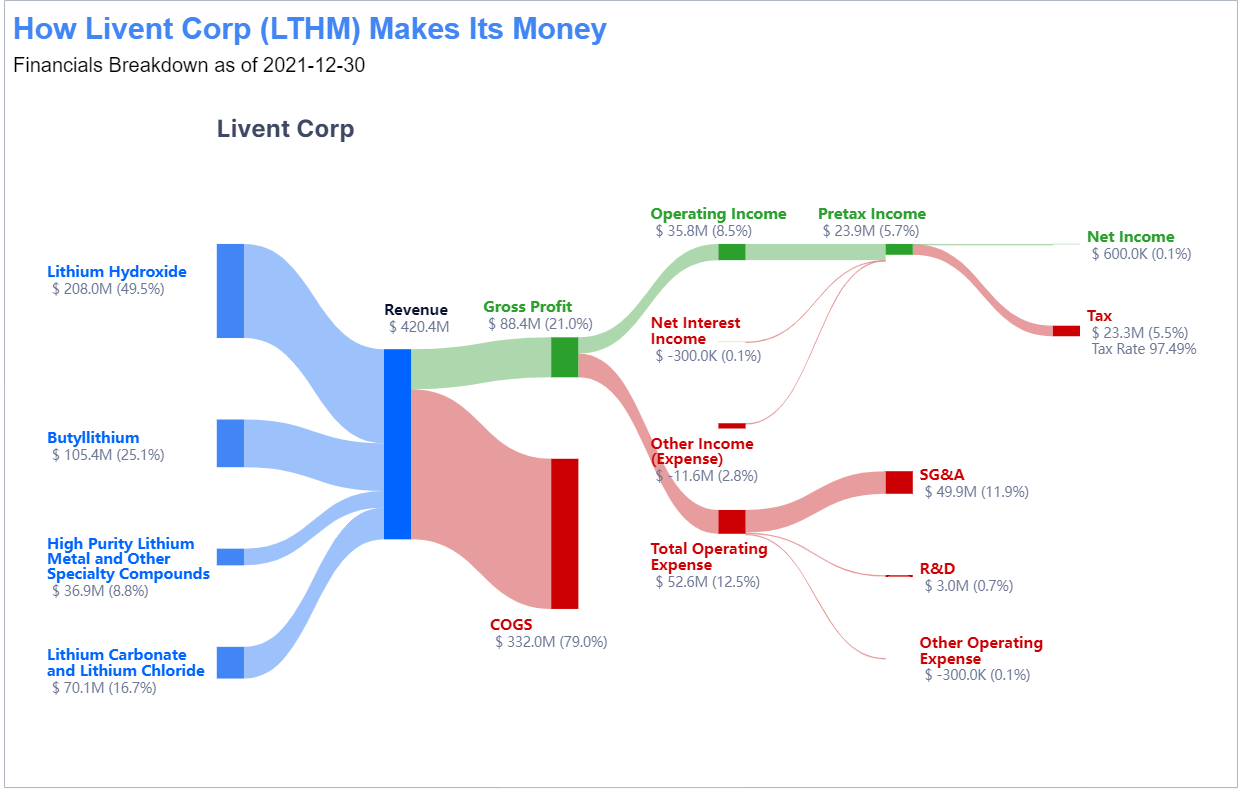 How Livent Corp (LTHM) Makes Its Money
Financials Breakdown as of 2021-12-30
Livent Corp
Lithium Hydroxide
$ 208.0M (49.5%)
Butyllithium
$ 105.4M (25.1%)
High Purity Lithium
Metal and Other
Specialty Compounds
$ 36.9M (8.8%)
Lithium Carbonate
and Lithium Chloride
$ 70.1M (16.7%)
Revenue
$ 420.4M
Gross Profit
$ 88.4M (21.0%)
COGS
$ 332.0M (79.0%)
Operating Income
$ 35.8M (8.5%)
Net Interest
Income
$ -300.0K (0.1%)
Other Income
(Expense)
$ -11.6M (2.8%)
Total Operating
Expense
$ 52.6M (12.5%)
Pretax Income
$ 23.9M (5.7%)
SG&A
$ 49.9M (11.9%)
R&D
$ 3.0M (0.7%)
Other Operating
Expense
$ -300.0K (0.1%)
Net Income
$ 600.0K (0.1%)
Tax
$ 23.3M (5.5%)
Tax Rate 97.49%